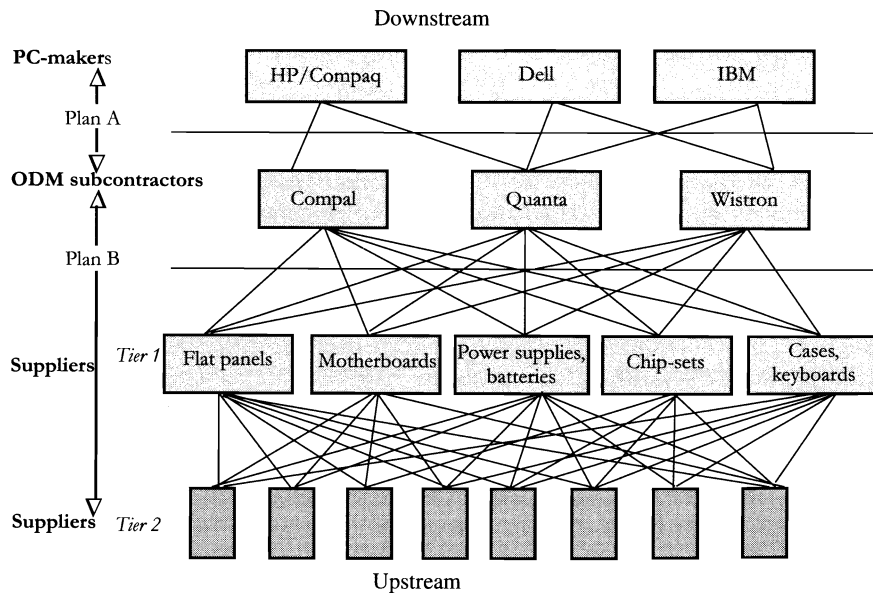 Downstream
PC-makers
HP/Compaq
Dell
IBM
Plan A
ODM subcontractors
Compal
Quanta
Wistron
Plan B
Suppliers
Tier 1
Flat panels
Motherboards
Power supplies,
batteries
Chip-sets
Cases,
keyboards
Suppliers
Tier 2
Upstream